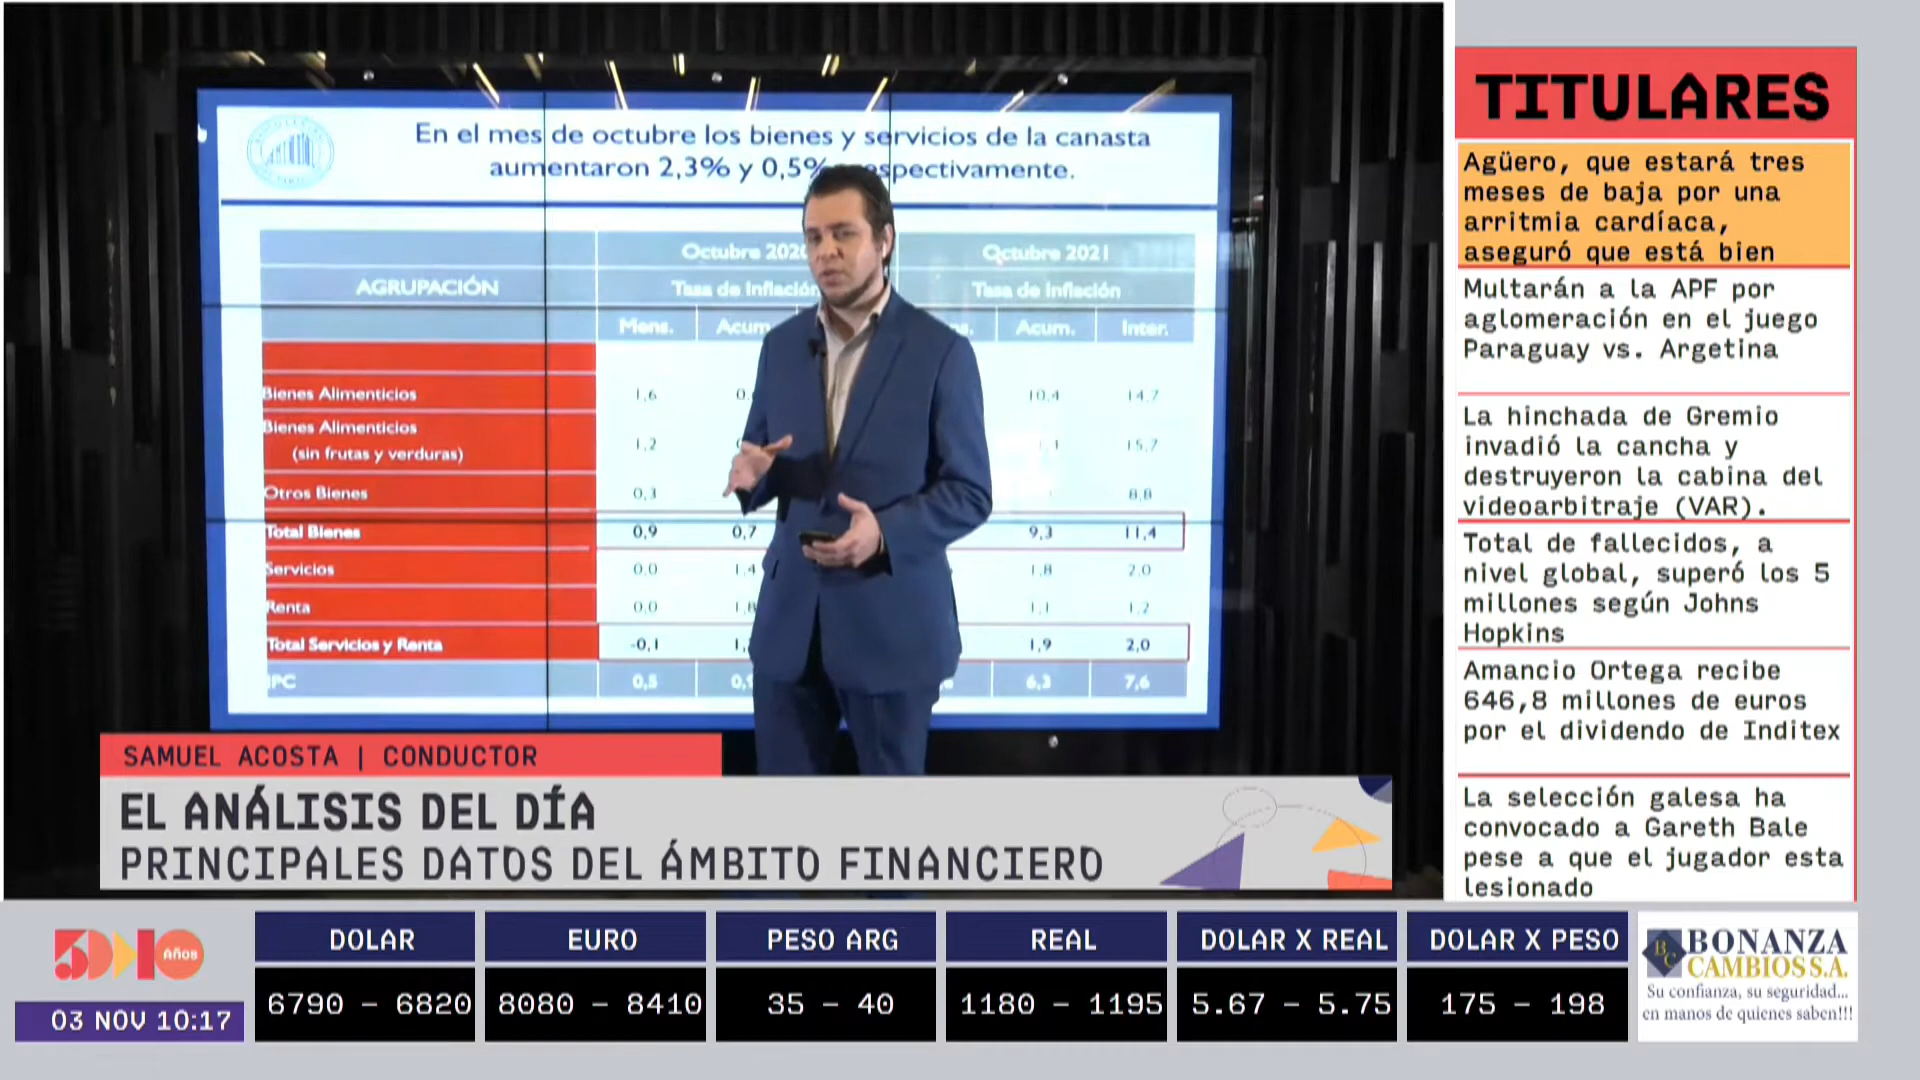 En el mes de octubre los bienes y servicios de la canasta
aumentaron 2,3% y 0,5%
Octubre 2020 Octubre 2021
AGRUPACIÓN Tasa de Inflación Tasa de Inflación
Mens. Acum. Acum. Inter.
Bienes Alimenticios 1,6 10,4 14,7
Bienes Alimenticios
(sin frutas y verduras) 1,2 15,7
Otros Bienes 0,3 8,8
Total Bienes 0,9 0,7 9,3 11,4
Servicios 0,0 1,4 1,8 2,0
Renta 0,0 1,8 1,1 1,2
Total Servicios y Renta -0,1 1,9 2,0
IPC 0,5 6,3 7,6
SAMUEL ACOSTA | CONDUCTOR
EL ANÁLISIS DEL DÍA
PRINCIPALES DATOS DEL ÁMBITO FINANCIERO
TITULARES
Agüero, que estará tres
meses de baja por una
arritmia cardíaca,
aseguró que está bien
Multarán a la APF por
aglomeración en el juego
Paraguay vs. Argetina
La hinchada de Gremio
invadió la cancha y
destruyeron la cabina del
videoarbitraje (VAR).
Total de fallecidos, a
nivel global, superó los 5
millones según Johns
Hopkins
Amancio Ortega recibe
646,8 millones de euros
por el dividendo de Inditex
La selección galesa ha
convocado a Gareth Bale
pese a que el jugador esta
lesionado
Años
03 NOV 10:17
DOLAR
6790 - 6820
EURO
8080 - 8410
PESO ARG
35 - 40
REAL
1180 - 1195
DOLAR X REAL
5.67 - 5.75
DOLAR X PESO
175 - 198
BC
BONANZA
CAMBIOS S.A.
Su confianza, su seguridad...
en manos de quienes saben!!!